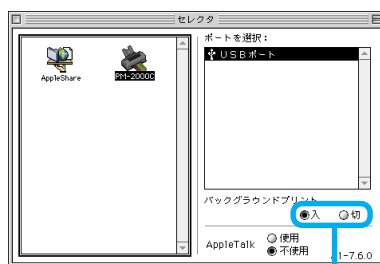 セレクタ
AppleShare
PM-2000C
ポートを選択：
USBポート
バックグラウンドプリント
入 切
AppleTalk
使用
不使用
1-7.6.0